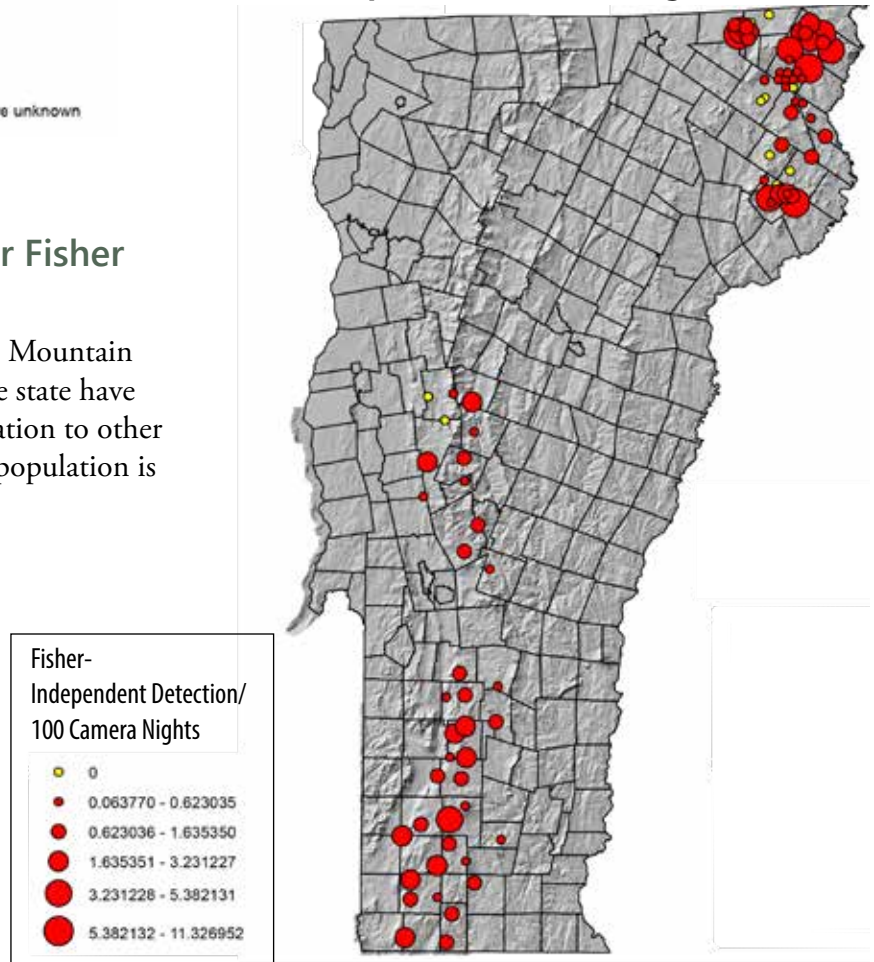 e unknown
r Fisher
Mountain
e state have
ation to other
population is
Fisher-
Independent Detection/
100 Camera Nights
0
0.063770 - 0.623035
0.623036 - 1.635350
1.635351 - 3.231227
3.231228 - 5.382131
5.382132 - 11.326952